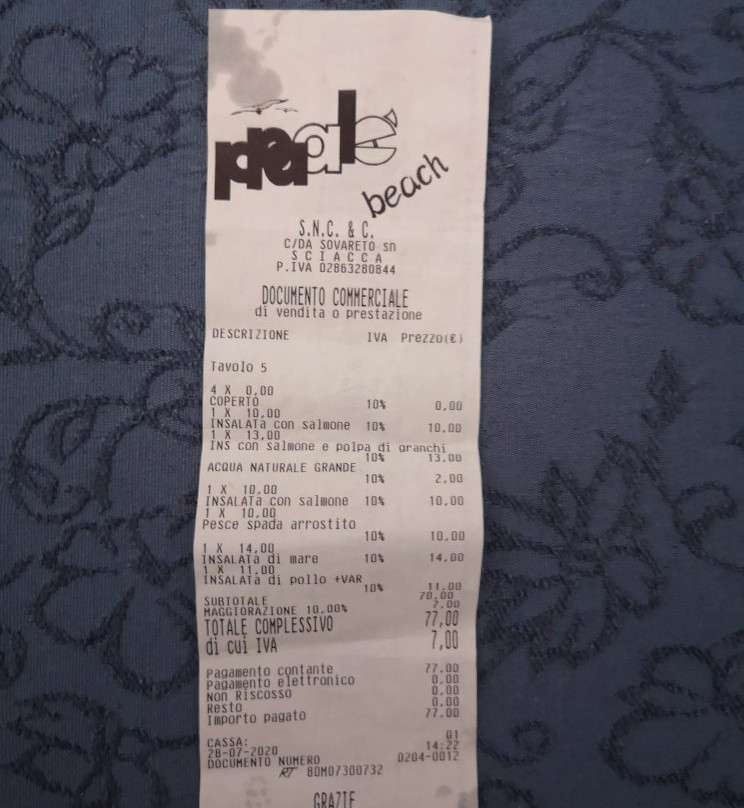 beach
S.N.C. & C.
C/DA SOVARETO sn
S C I A C C A
P.IVA 02863280844
DOCUMENTO COMMERCIALE
di vendita o prestazione
DESCRIZIONE IVA Prezzo(€)
Tavolo 5
4 X 0,00
COPERTO 10% 0,00
1 X 10,00
INSALATa con salmone 10% 10,00
1 X 13,00
INS con salmone e polpa di granchi
10% 13,00
ACQUA NATURALE GRANDE
10% 2,00
1 X 10,00
INSALATa con salmone 10% 10,00
1 X 10,00
Pesce spada arrostito
10% 10,00
1 X 14,00
INSALATa di mare 10% 14,00
1 X 11,00
INSALATa di pollo +VAR
10% 11,00
SUBTOTALE 70,00
MAGGIORAZIONE 10,00% 7,00
TOTALE COMPLESSIVO 77,00
di cui IVA 7,00
Pagamento contante 77,00
Pagamento elettronico 0,00
Non Riscosso 0,00
Resto 0,00
Importo pagato 77,00
CASSA: 01
28-07-2020 14:22
DOCUMENTO NUMERO 0204-0012
RT 80M07300732
GRAZIE